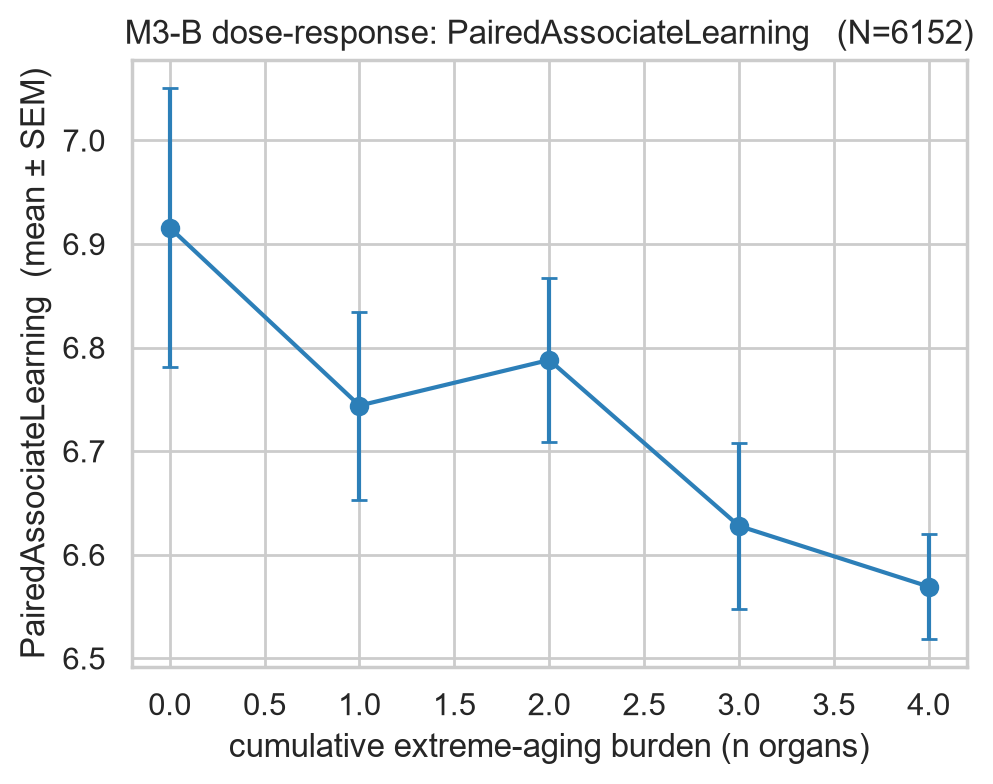 M3-B dose-response: PairedAssociateLearning (N=6152)
PairedAssociateLearning (mean ± SEM)
7.0
6.9
6.8
6.7
6.6
6.5
0.0 0.5 1.0 1.5 2.0 2.5 3.0 3.5 4.0
cumulative extreme-aging burden (n organs)